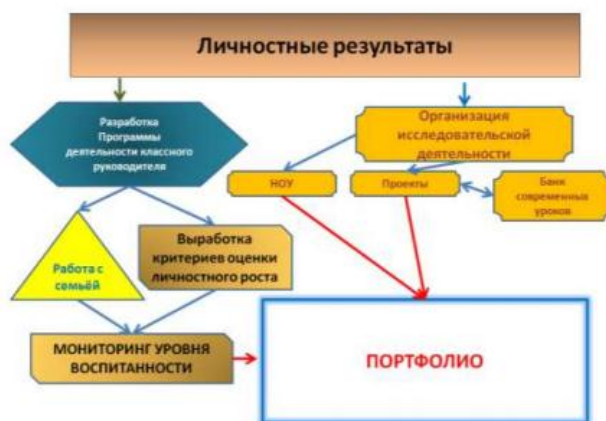 Личностные результаты
Разработка
Программы
деятельности классного
руководителя
Организация
исследовательской
деятельности
НОУ
Проекты
Банк
современных
уроков
Выработка
критериев оценки
личностного роста
Работа с
семьёй
МОНИТОРИНГ УРОВНЯ
ВОСПИТАННОСТИ
ПОРТФОЛИО